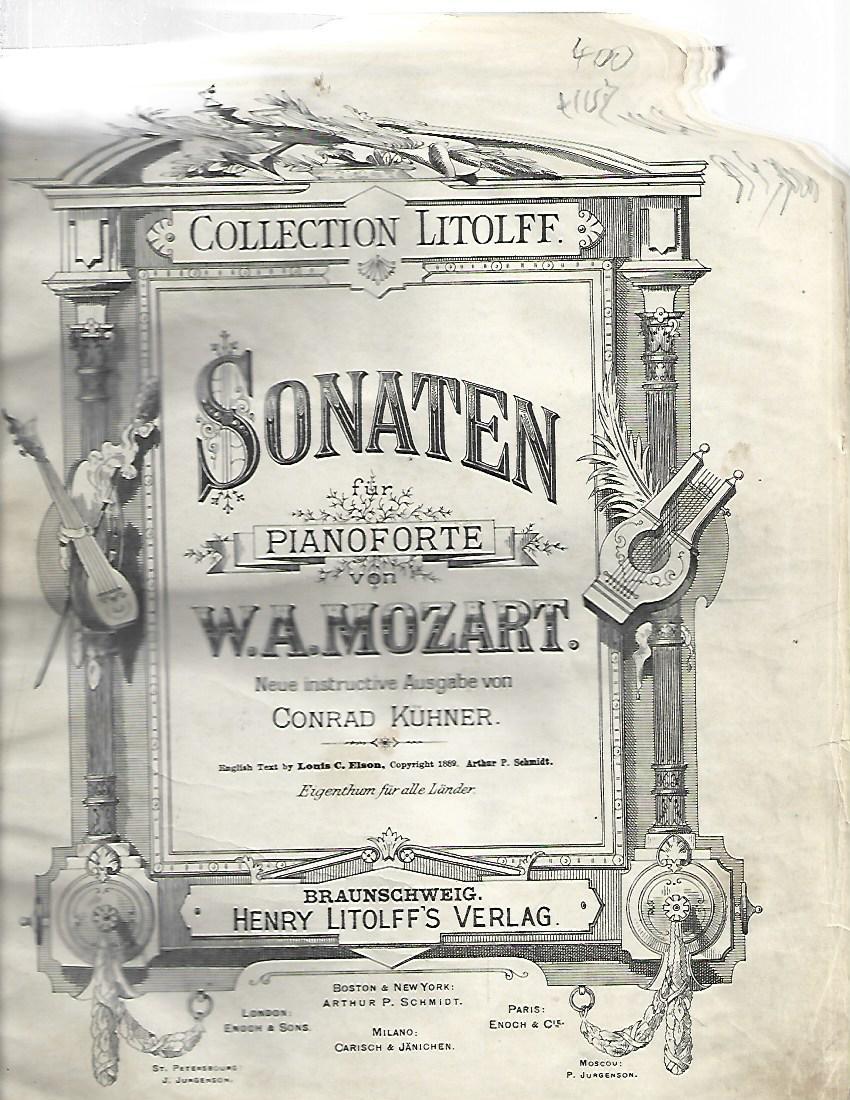 400
COLLECTION LITOLFF.
SONATEN
für
PIANOFORTE
von
W.A. MOZART.
Neue instructive Ausgabe von
CONRAD KÜHNER.
English Text by Louis C. Elson, Copyright 1889. Arthur P. Schmidt.
Eigenthum für alle Länder.
BRAUNSCHWEIG.
HENRY LITOLFF'S VERLAG.
BOSTON & NEW YORK:
ARTHUR P. SCHMIDT.
LONDON:
ENOCH & SONS.
PARIS:
ENOCH & CIE.
MILANO:
CARISCH & JÄNICHEN.
ST. PETERSBOURG:
J. JURGENSON.
MOSCOU:
P. JURGENSON.